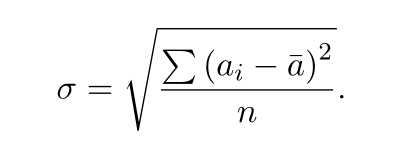 σ = √(∑ (aᵢ − ā)² / n).